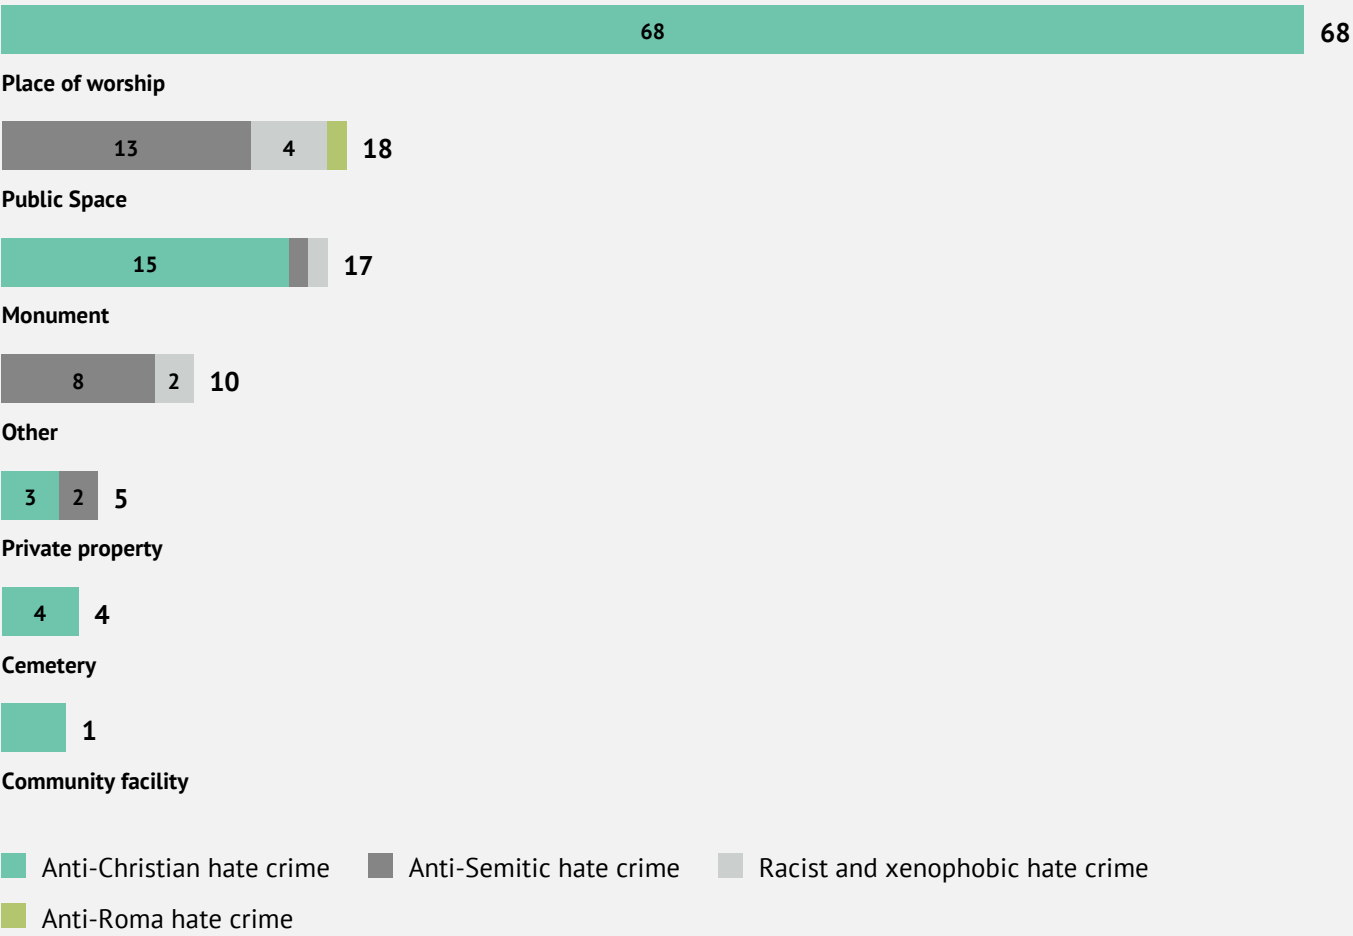 68 68
Place of worship
13 4 18
Public Space
15 17
Monument
8 2 10
Other
3 2 5
Private property
4 4
Cemetery
1
Community facility
Anti-Christian hate crime Anti-Semitic hate crime Racist and xenophobic hate crime
Anti-Roma hate crime